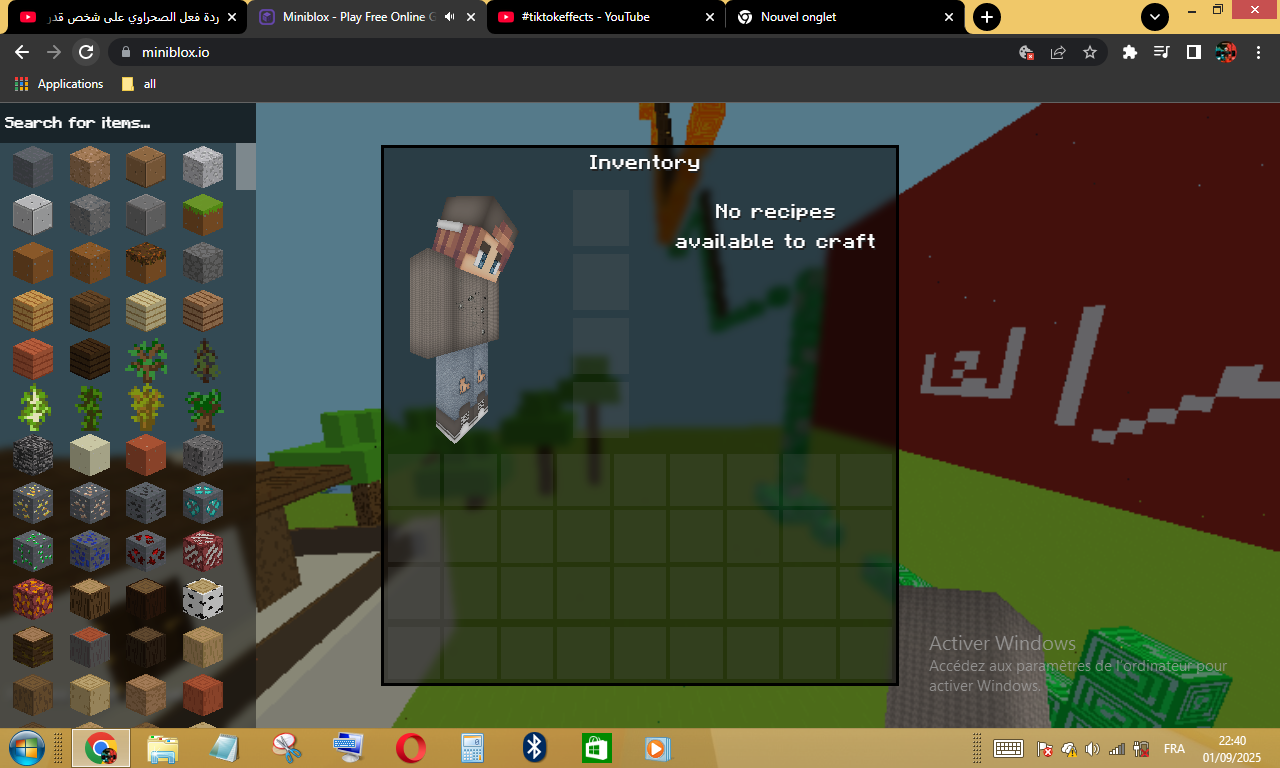 ردة فعل الصحراوي على شخص قدر
Miniblox - Play Free Online G
#tiktokeffects - YouTube
Nouvel onglet
miniblox.io
Applications
all
Search for items...
Inventory
No recipes
available to craft
Activer Windows
Accédez aux paramètres de l'ordinateur pour
activer Windows.
FRA
22:40
01/09/2025